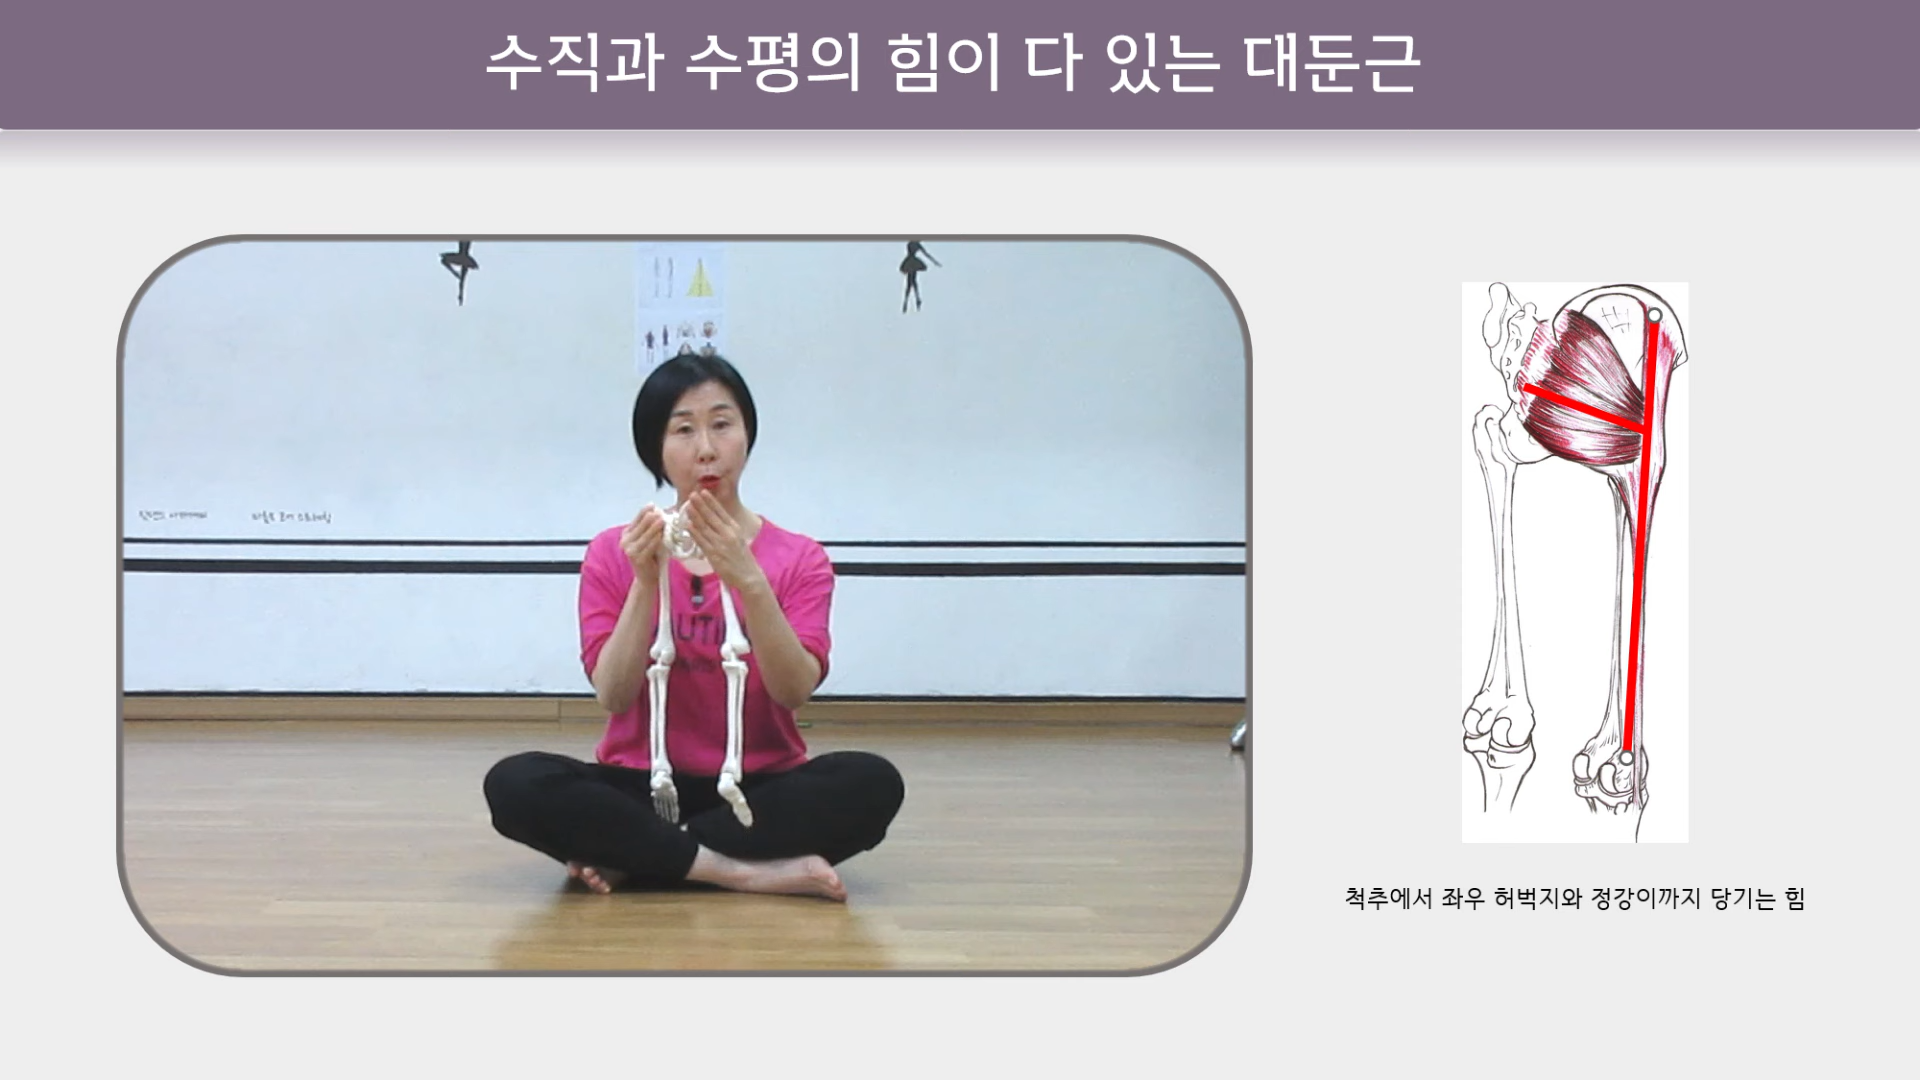 수직과 수평의 힘이 다 있는 대둔근
UTI
척추에서 좌우 허벅지와 정강이까지 당기는 힘